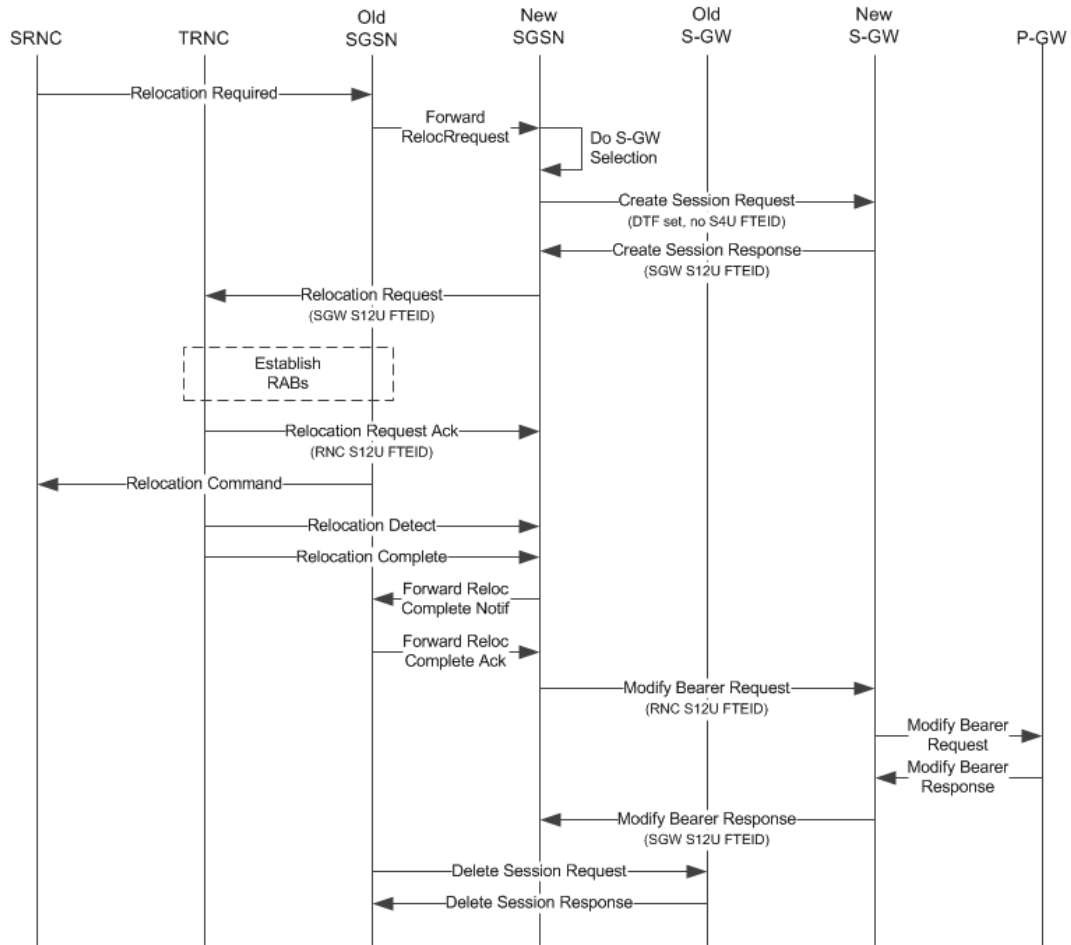 Old
New
Old
New
SRNC
TRNC
SGSN
SGSN
S-GW
S-GW
P-GW
Relocation Required
Forward
RelocRrequest
Do S-GW
Selection
Create Session Request
(DTF set, no S4U FTEID)
Create Session Response
(SGW S12U FTEID)
Relocation Request
(SGW S12U FTEID)
Establish
RABs
Relocation Request Ack
(RNC S12U FTEID)
Relocation Command
Relocation Detect
Relocation Complete
Forward Reloc
Complete Notif
Forward Reloc
Complete Ack
Modify Bearer Request
(RNC S12U FTEID)
Modify Bearer
Request
Modify Bearer
Response
Modify Bearer Response
(SGW S12U FTEID)
Delete Session Request
Delete Session Response